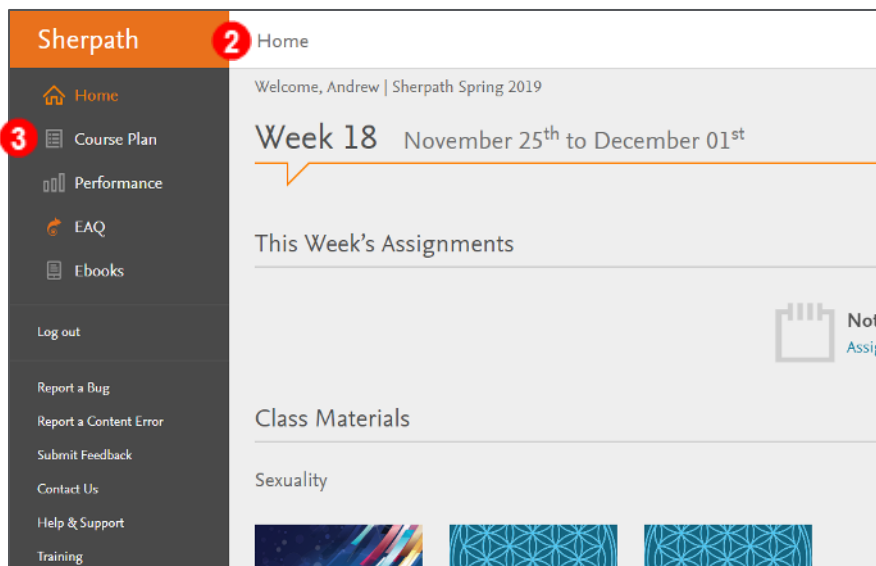 Sherpath
2 Home
Home
Welcome, Andrew | Sherpath Spring 2019
3 Course Plan
Week 18 November 25th to December 01st
Performance
EAQ
This Week's Assignments
Ebooks
Log out
Not
Assig
Report a Bug
Report a Content Error
Class Materials
Submit Feedback
Contact Us
Sexuality
Help & Support
Training